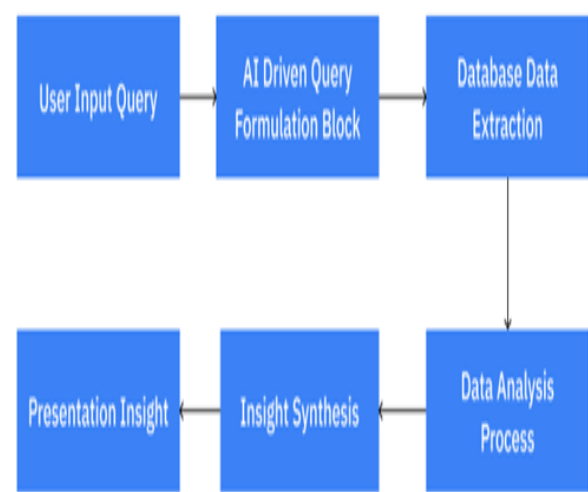 User Input Query
AI Driven Query
Formulation Block
Database Data
Extraction
Data Analysis
Process
Insight Synthesis
Presentation Insight